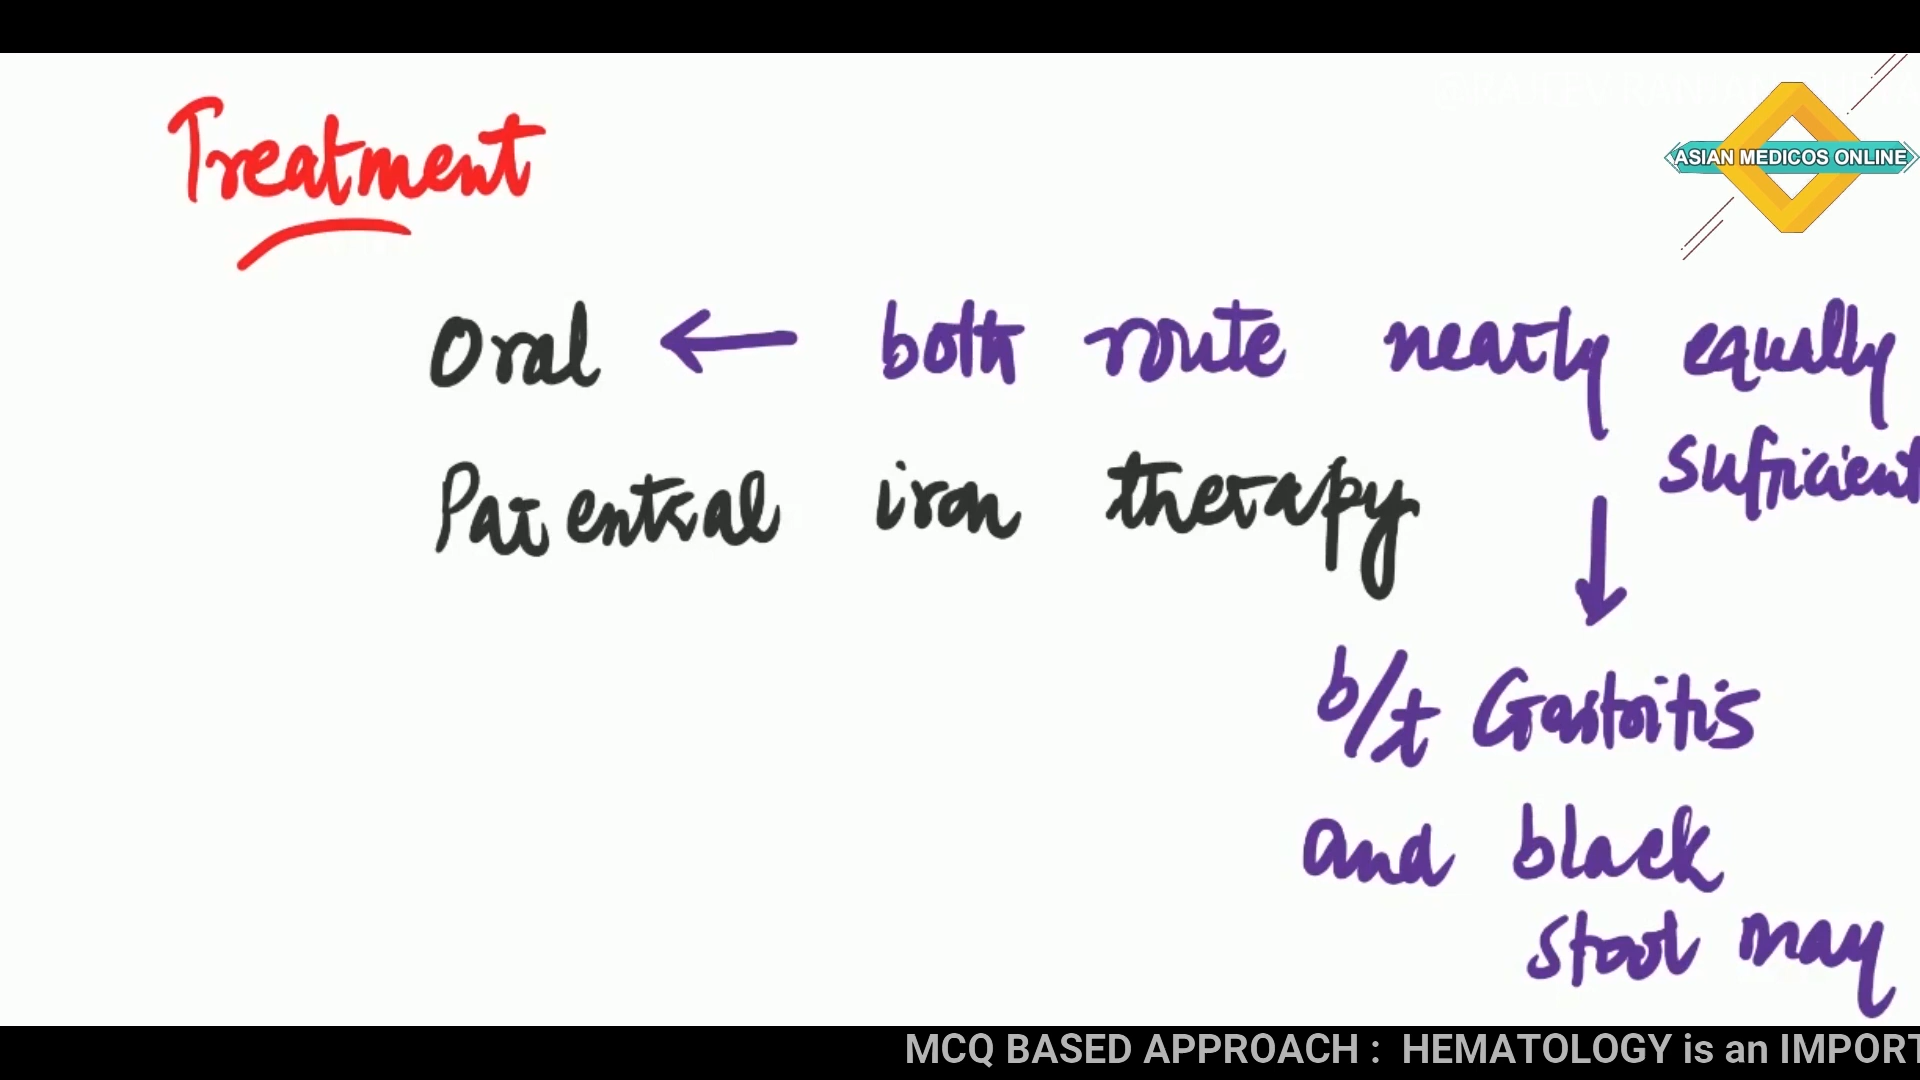 Treatment
ASIAN MEDICOS ONLINE
Oral ← both route nearly equally
suficient
Parentral iron therapy
b/t Gastritis
and black
stool may
MCQ BASED APPROACH : HEMATOLOGY is an IMPORT